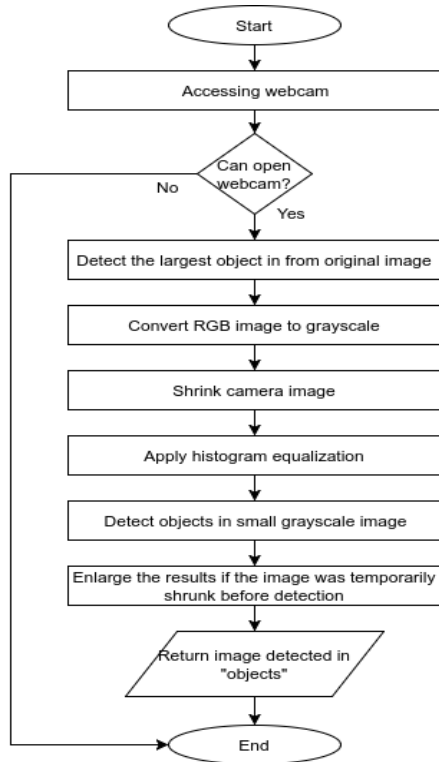 Start
Accessing webcam
Can open
webcam?
No
Yes
Detect the largest object in from original image
Convert RGB image to grayscale
Shrink camera image
Apply histogram equalization
Detect objects in small grayscale image
Enlarge the results if the image was temporarily
shrunk before detection
Return image detected in
"objects"
End